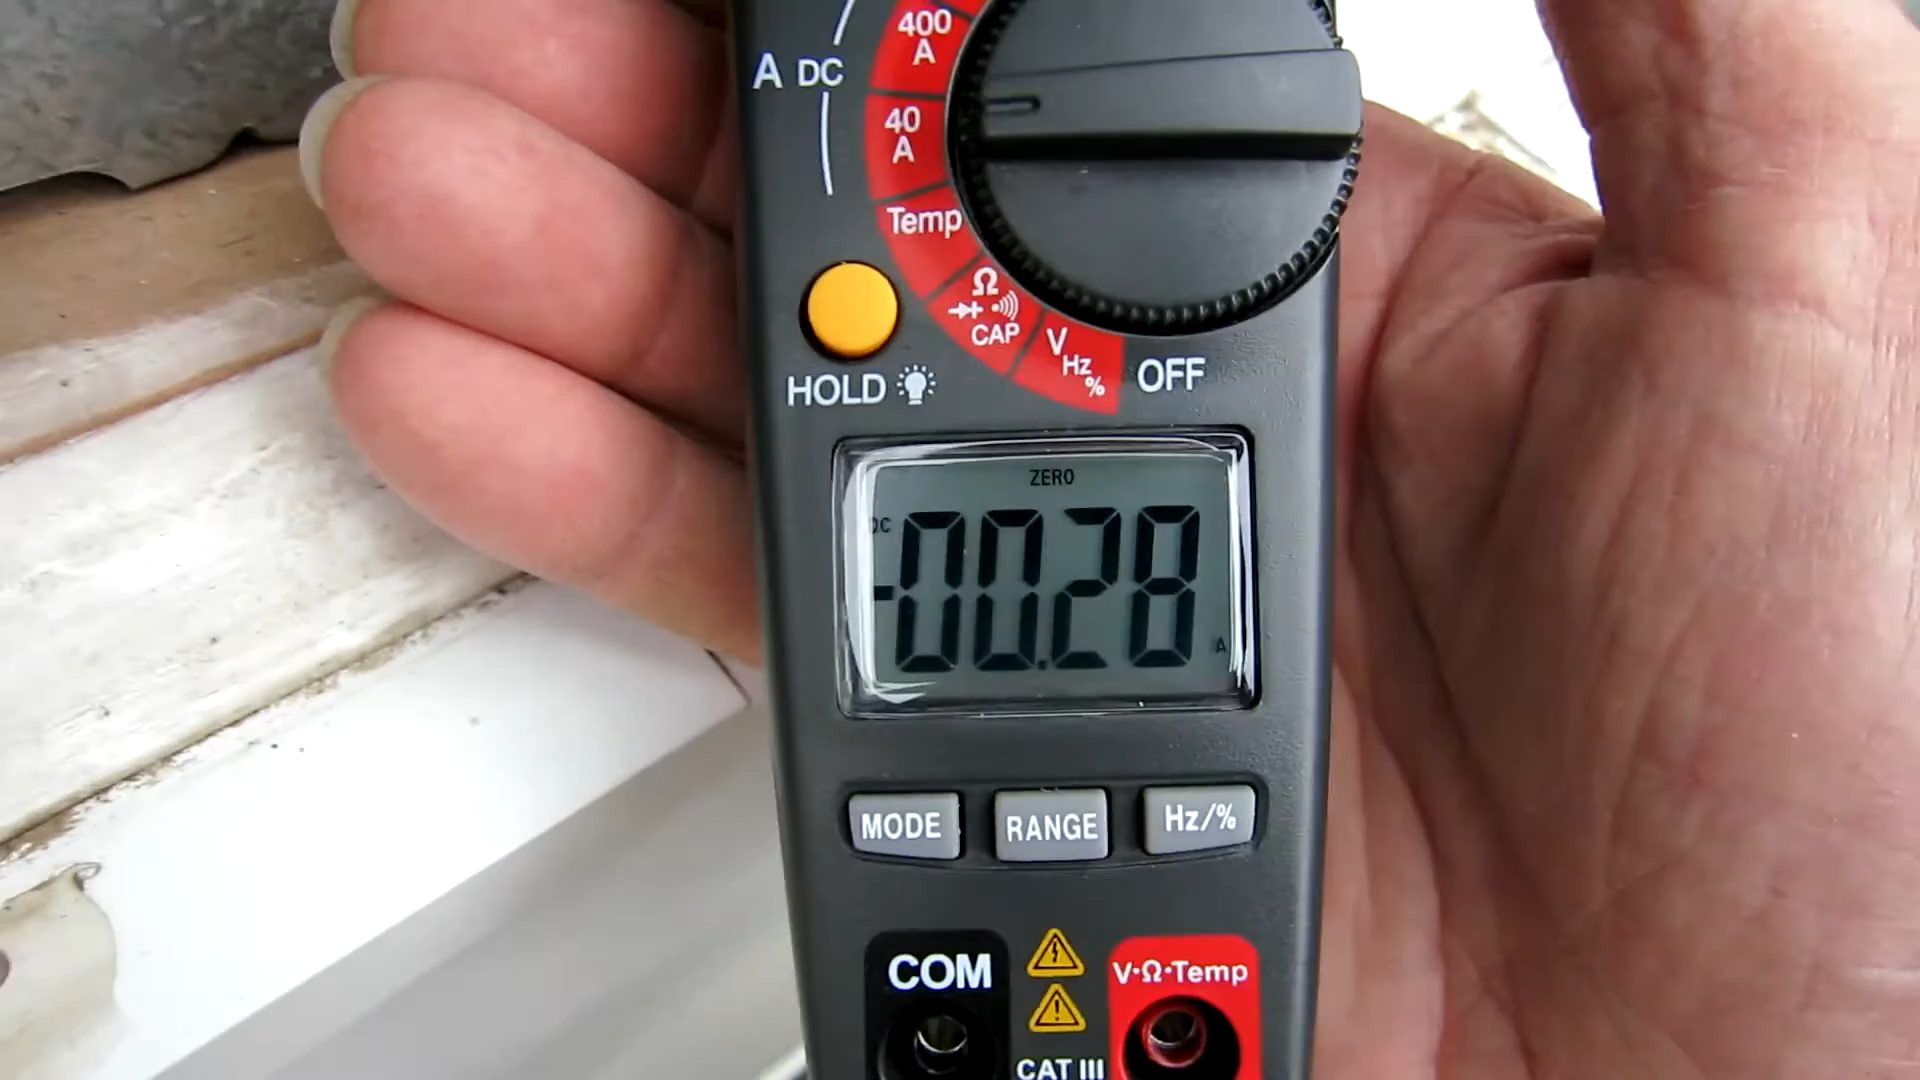 400
A
A DC
40
A
Temp
Ω
CAP
V
Hz
%
OFF
HOLD
ZERO
DC
-00.28
A
MODE
RANGE
Hz/%
COM
V·Ω·Temp
CAT III